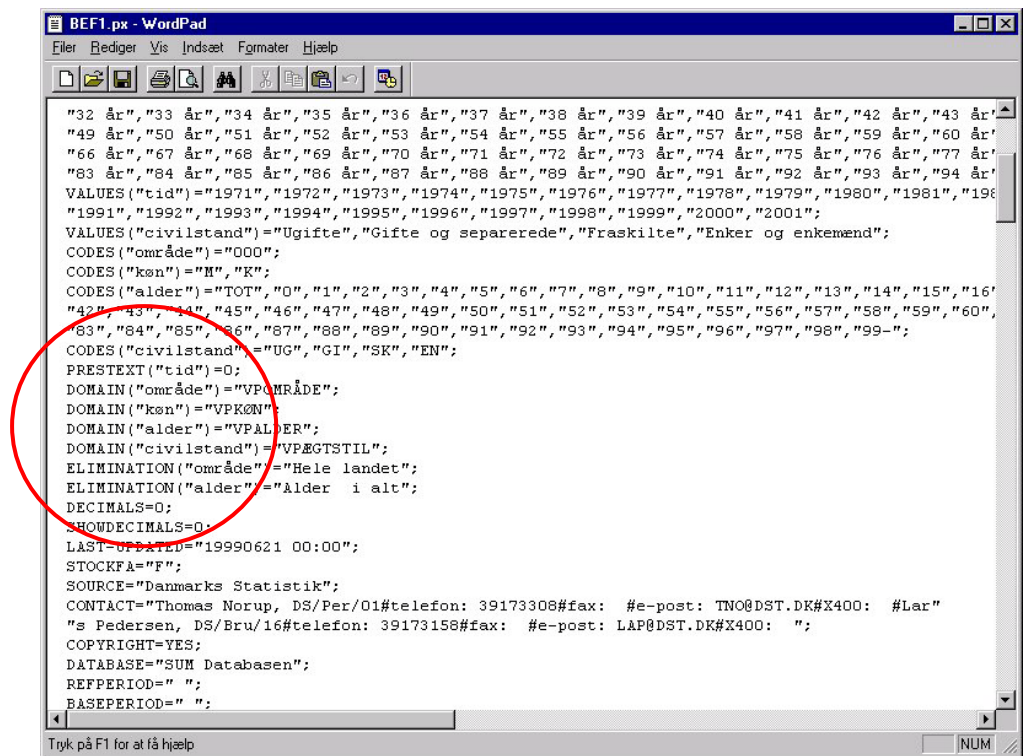 BEF1.px - WordPad
Filer Rediger Vis Indsæt Formater Hjælp
"32 år","33 år","34 år","35 år","36 år","37 år","38 år","39 år","40 år","41 år","42 år","43 år"
"49 år","50 år","51 år","52 år","53 år","54 år","55 år","56 år","57 år","58 år","59 år","60 år"
"66 år","67 år","68 år","69 år","70 år","71 år","72 år","73 år","74 år","75 år","76 år","77 år"
"83 år","84 år","85 år","86 år","87 år","88 år","89 år","90 år","91 år","92 år","93 år","94 år"
VALUES("tid")="1971","1972","1973","1974","1975","1976","1977","1978","1979","1980","1981","198
"1991","1992","1993","1994","1995","1996","1997","1998","1999","2000","2001";
VALUES("civilstand")="Ugifte","Gifte og separerede","Fraskilte","Enker og enkemænd";
CODES("område")="000";
CODES("køn")="M","K";
CODES("alder")="TOT","0","1","2","3","4","5","6","7","8","9","10","11","12","13","14","15","16"
"42","43","44","45","46","47","48","49","50","51","52","53","54","55","56","57","58","59","60",
"83","84","85","86","87","88","89","90","91","92","93","94","95","96","97","98","99-";
CODES("civilstand")="UG","GI","SK","EN";
PRESTEXT("tid")=0;
DOMAIN("område")="VPOMRÅDE";
DOMAIN("køn")="VPKØN";
DOMAIN("alder")="VPALDER";
DOMAIN("civilstand")="VPÆGTSTIL";
ELIMINATION("område")="Hele landet";
ELIMINATION("alder")="Alder  i alt";
DECIMALS=0;
SHOWDECIMALS=0;
LAST-UPDATED="19990621 00:00";
STOCKFA="F";
SOURCE="Danmarks Statistik";
CONTACT="Thomas Norup, DS/Per/01#telefon: 39173308#fax:  #e-post: TNO@DST.DK#X400:  #Lar"
"s Pedersen, DS/Bru/16#telefon: 39173158#fax:  #e-post: LAP@DST.DK#X400:  ";
COPYRIGHT=YES;
DATABASE="SUM Databasen";
REFPERIOD=" ";
BASEPERIOD=" ";
Tryk på F1 for at få hjælp NUM